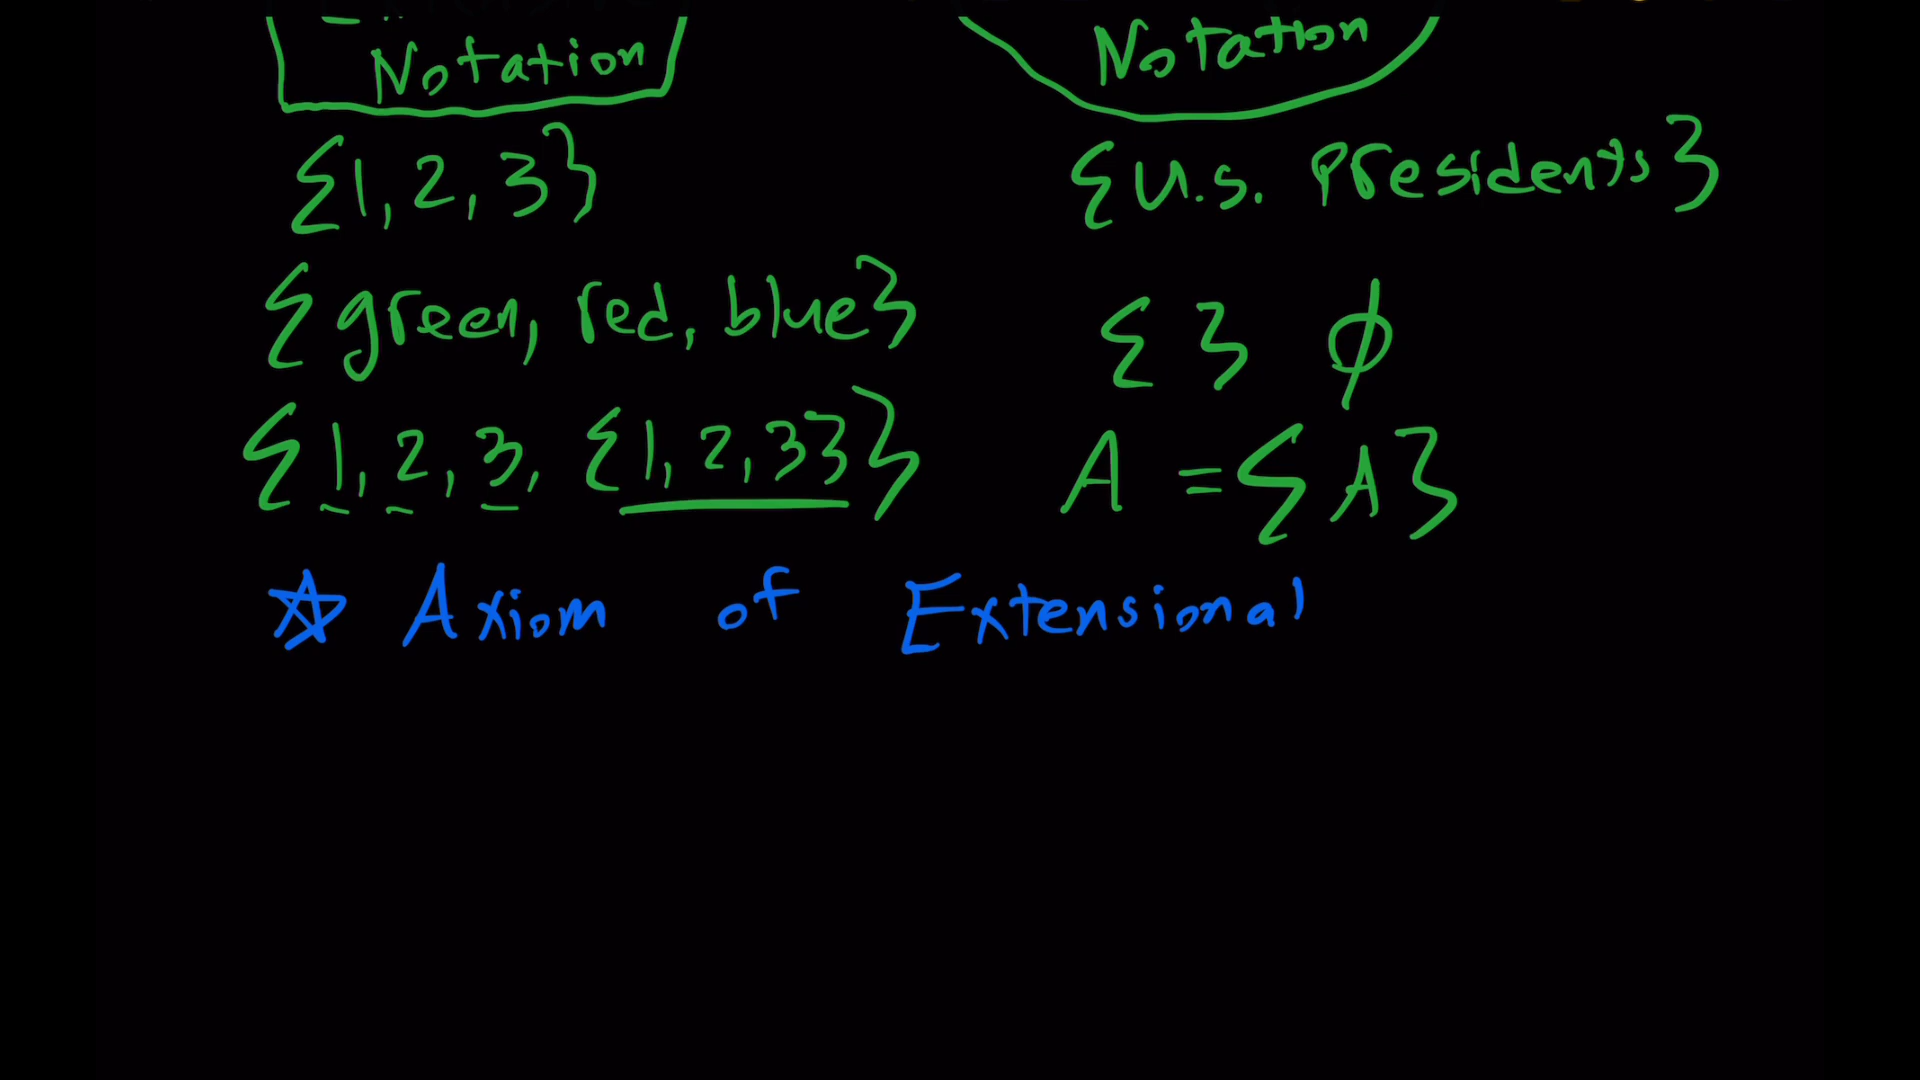 Notation Notation
{1, 2, 3} {U.S. Presidents}
{green, red, blue} { } ϕ
{1, 2, 3, {1, 2, 3}} A = {A}
☆ Axiom of Extensional